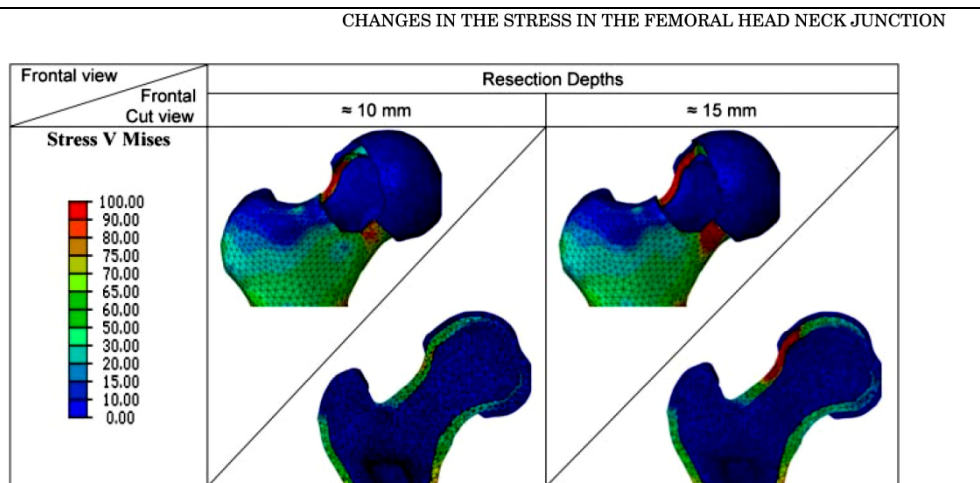 CHANGES IN THE STRESS IN THE FEMORAL HEAD NECK JUNCTION
Frontal view
Frontal
Cut view
Resection Depths
≈ 10 mm
≈ 15 mm
Stress V Mises
100.00
90.00
80.00
75.00
70.00
65.00
60.00
50.00
30.00
20.00
15.00
10.00
0.00